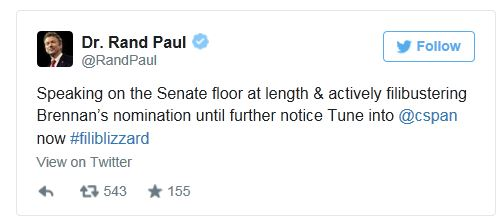 Dr. Rand Paul
@RandPaul
Follow
Speaking on the Senate floor at length & actively filibustering
Brennan's nomination until further notice Tune into @cspan
now #filiblizzard
View on Twitter
543 155